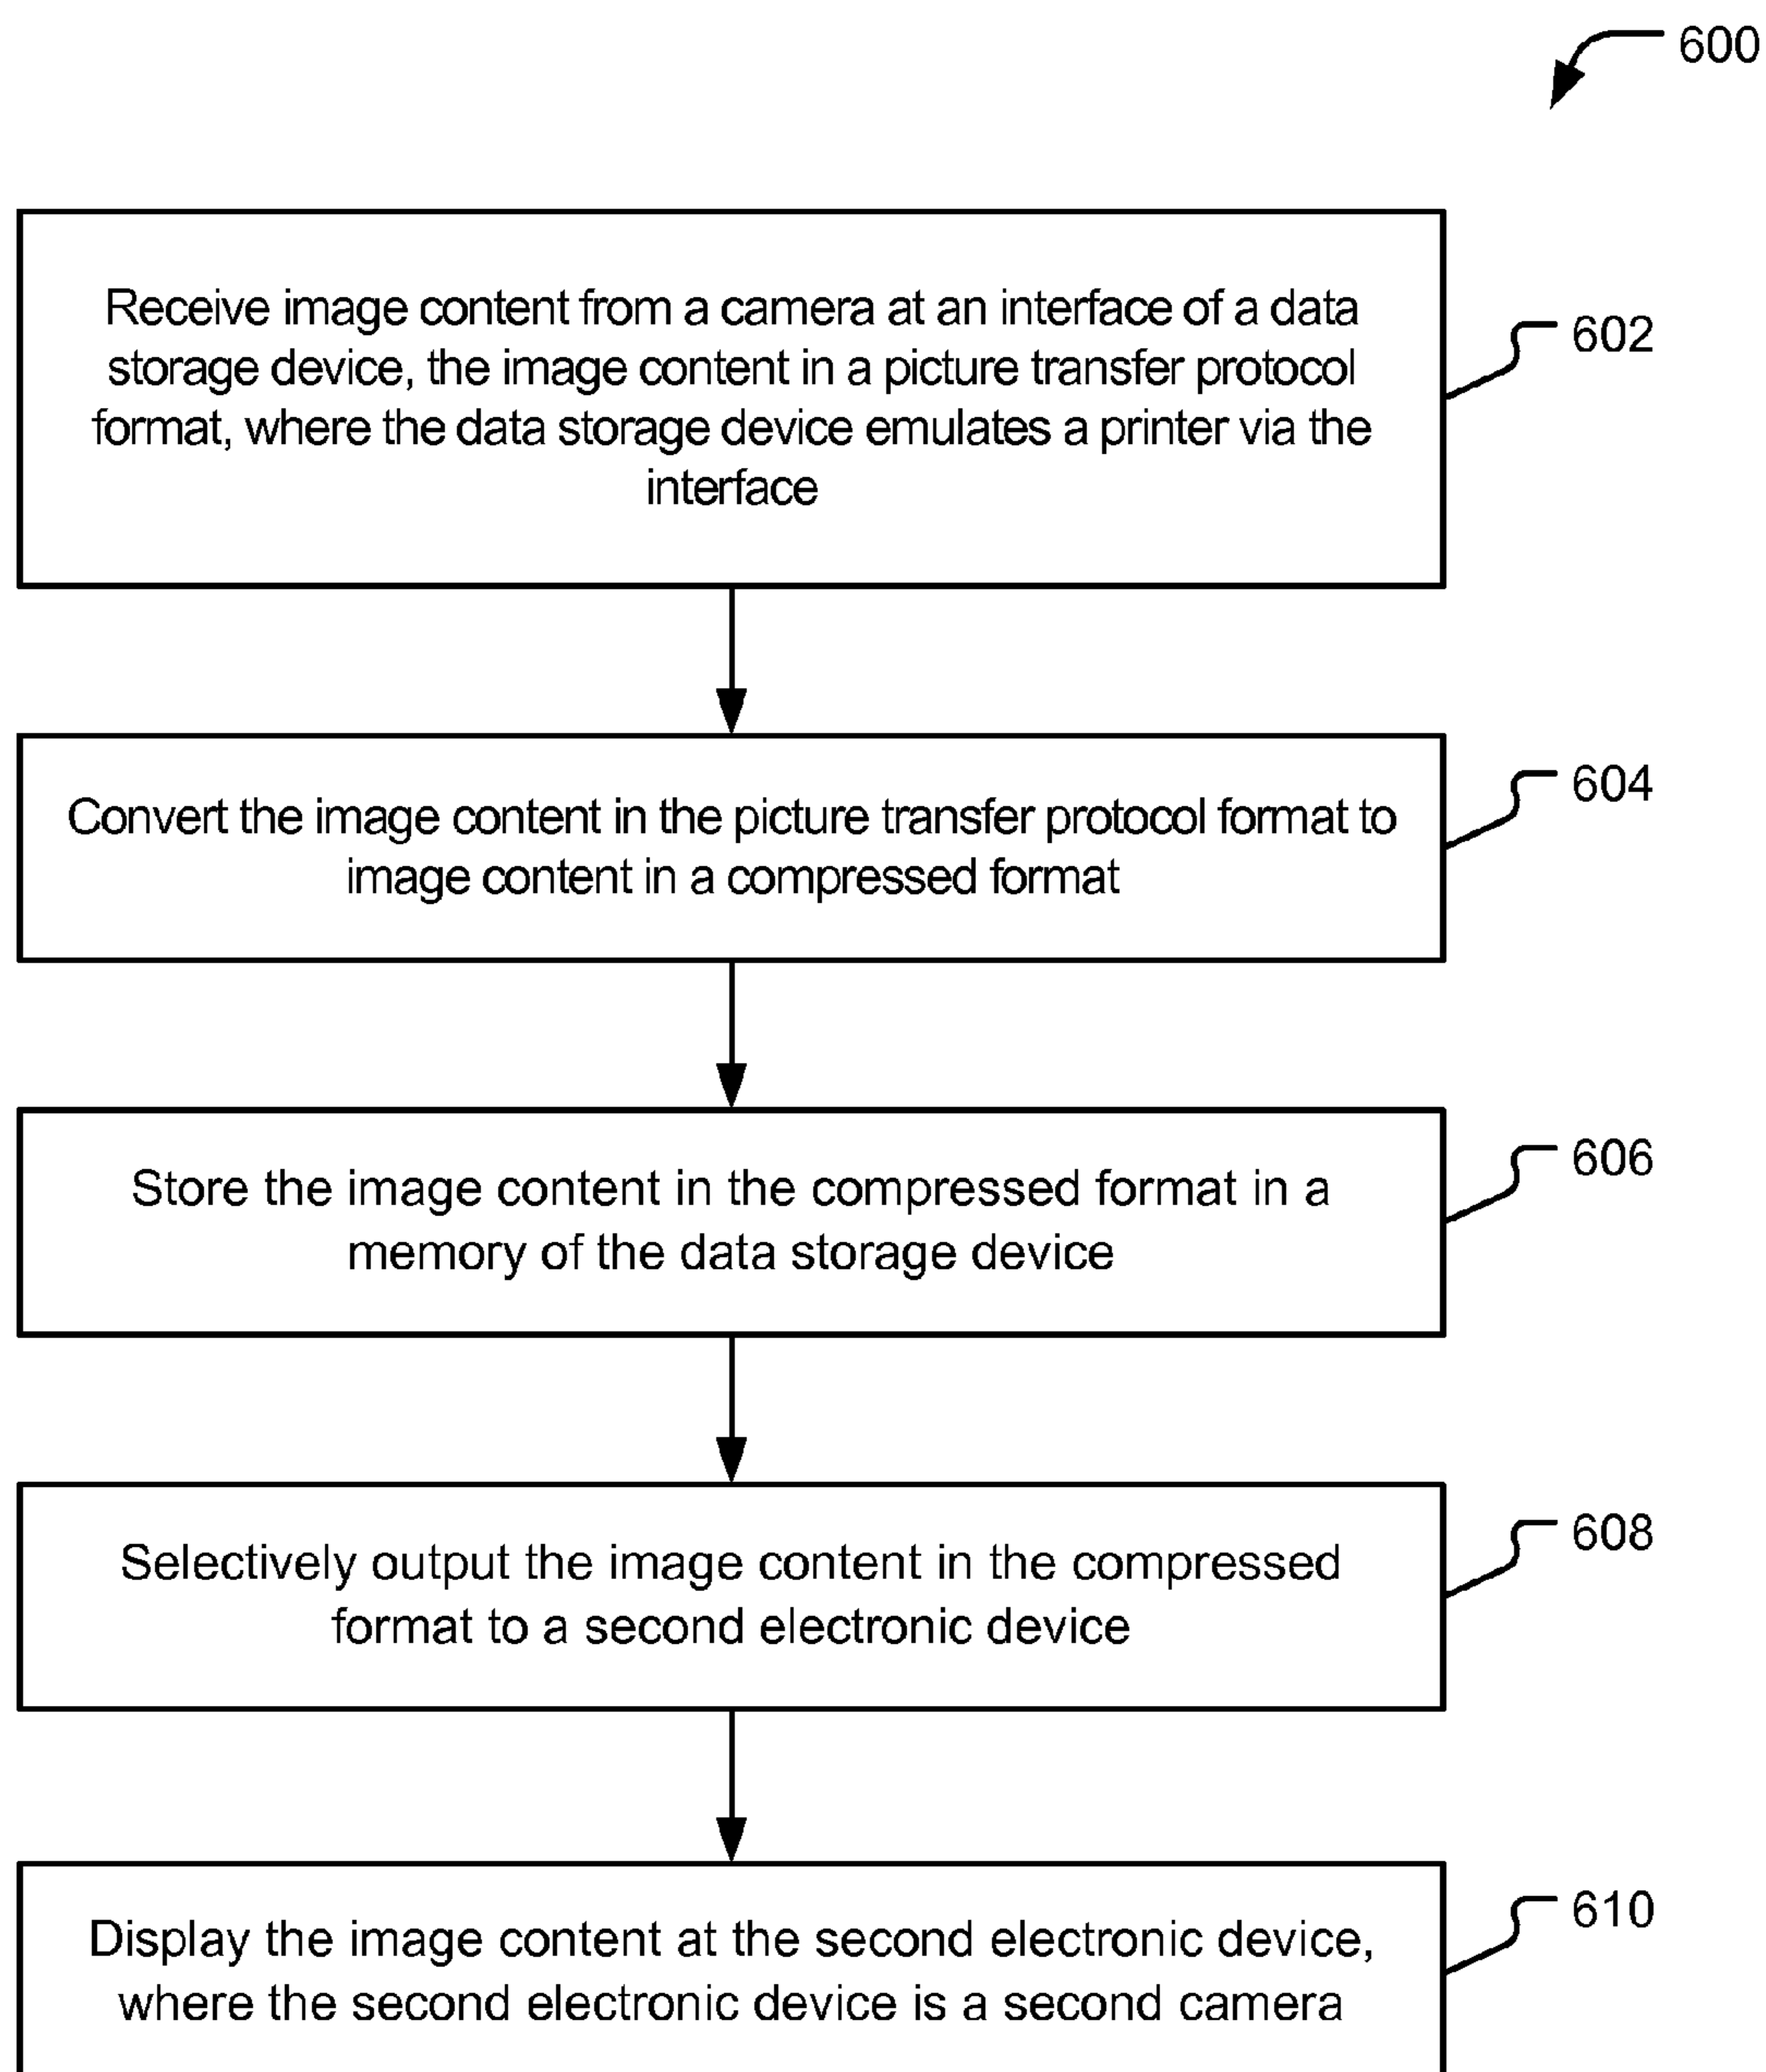 600
Receive image content from a camera at an interface of a data
storage device, the image content in a picture transfer protocol
format, where the data storage device emulates a printer via the
interface
602
Convert the image content in the picture transfer protocol format to
image content in a compressed format
604
Store the image content in the compressed format in a
memory of the data storage device
606
Selectively output the image content in the compressed
format to a second electronic device
608
Display the image content at the second electronic device,
where the second electronic device is a second camera
610